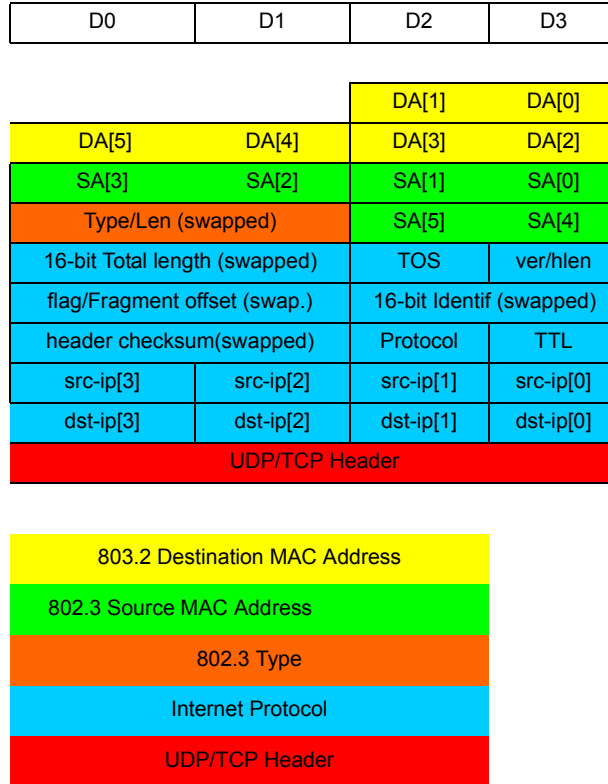 D0 D1 D2 D3
DA[1] DA[0]
DA[5] DA[4] DA[3] DA[2]
SA[3] SA[2] SA[1] SA[0]
Type/Len (swapped) SA[5] SA[4]
16-bit Total length (swapped) TOS ver/hlen
flag/Fragment offset (swap.) 16-bit Identif (swapped)
header checksum(swapped) Protocol TTL
src-ip[3] src-ip[2] src-ip[1] src-ip[0]
dst-ip[3] dst-ip[2] dst-ip[1] dst-ip[0]
UDP/TCP Header
803.2 Destination MAC Address
802.3 Source MAC Address
802.3 Type
Internet Protocol
UDP/TCP Header